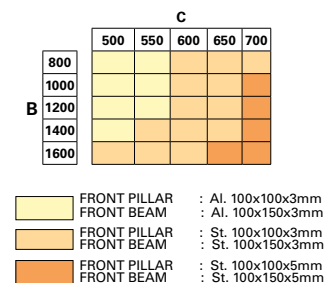 C
500 550 600 650 700
800
1000
B 1200
1400
1600
FRONT PILLAR : Al. 100x100x3mm
FRONT BEAM : Al. 100x150x3mm
FRONT PILLAR : St. 100x100x3mm
FRONT BEAM : St. 100x150x3mm
FRONT PILLAR : St. 100x100x5mm
FRONT BEAM : St. 100x150x5mm